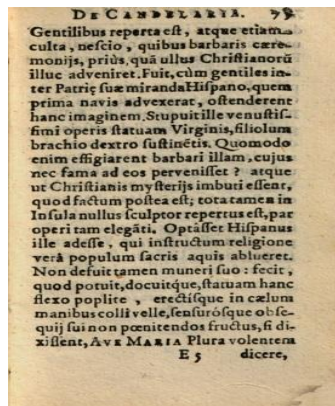 DE CANDELARIA. 79
Gentilibus reperta est, atque etiam
culta, nescio, quibus barbaris cære-
monijs, priùs, quã ullus Christianorũ
illuc adveniret. Fuit, cùm gentiles in-
ter Patrię suæ miranda Hispano, quem
prima navis advexerat, ostenderent
hanc imaginem. Stupuit ille venustis-
simi operis statuam Virginis, filiolum
brachio dextro sustinẽtis. Quomodo
enim effigiarent barbari illam, cujus
nec fama ad eos pervenisset ? atque
ut Christianis mysterijs imbuti essent,
quod factum postea est; tota tamen in
Insula nullus sculptor repertus est, par
operi tam elegãti. Optâsset Hispanus
ille adesse, qui instructum religione
verâ populum sacris aquis ablueret.
Non defuit tamen muneri suo : fecit,
quod potuit, docuitque, statuam hanc
flexo poplite , erectisque in cælum
manibus colli velle, sensurósque obse-
quij sui non pœnitendos fructus, si di-
xissent, AVE MARIA Plura volentem
E 5 dicere,